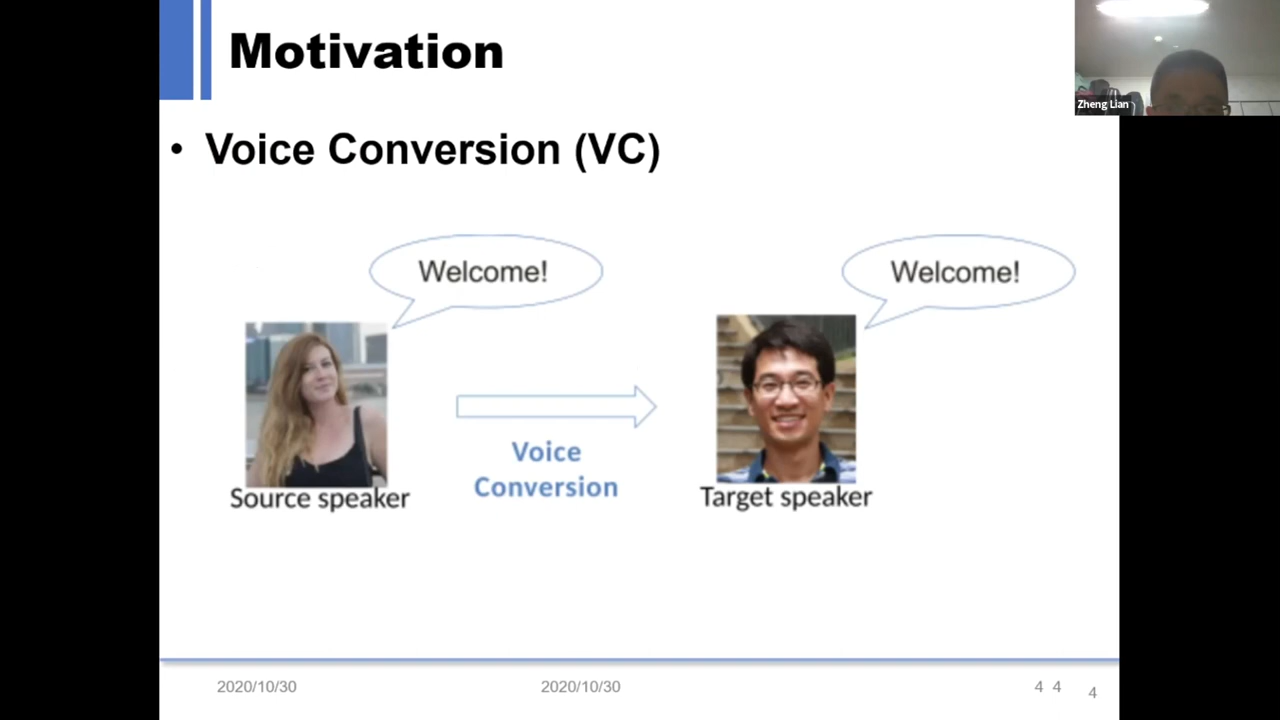 Motivation
Zheng Lian
• Voice Conversion (VC)
Welcome!
Welcome!
Voice
Conversion
Source speaker
Target speaker
2020/10/30
2020/10/30
4 4
4